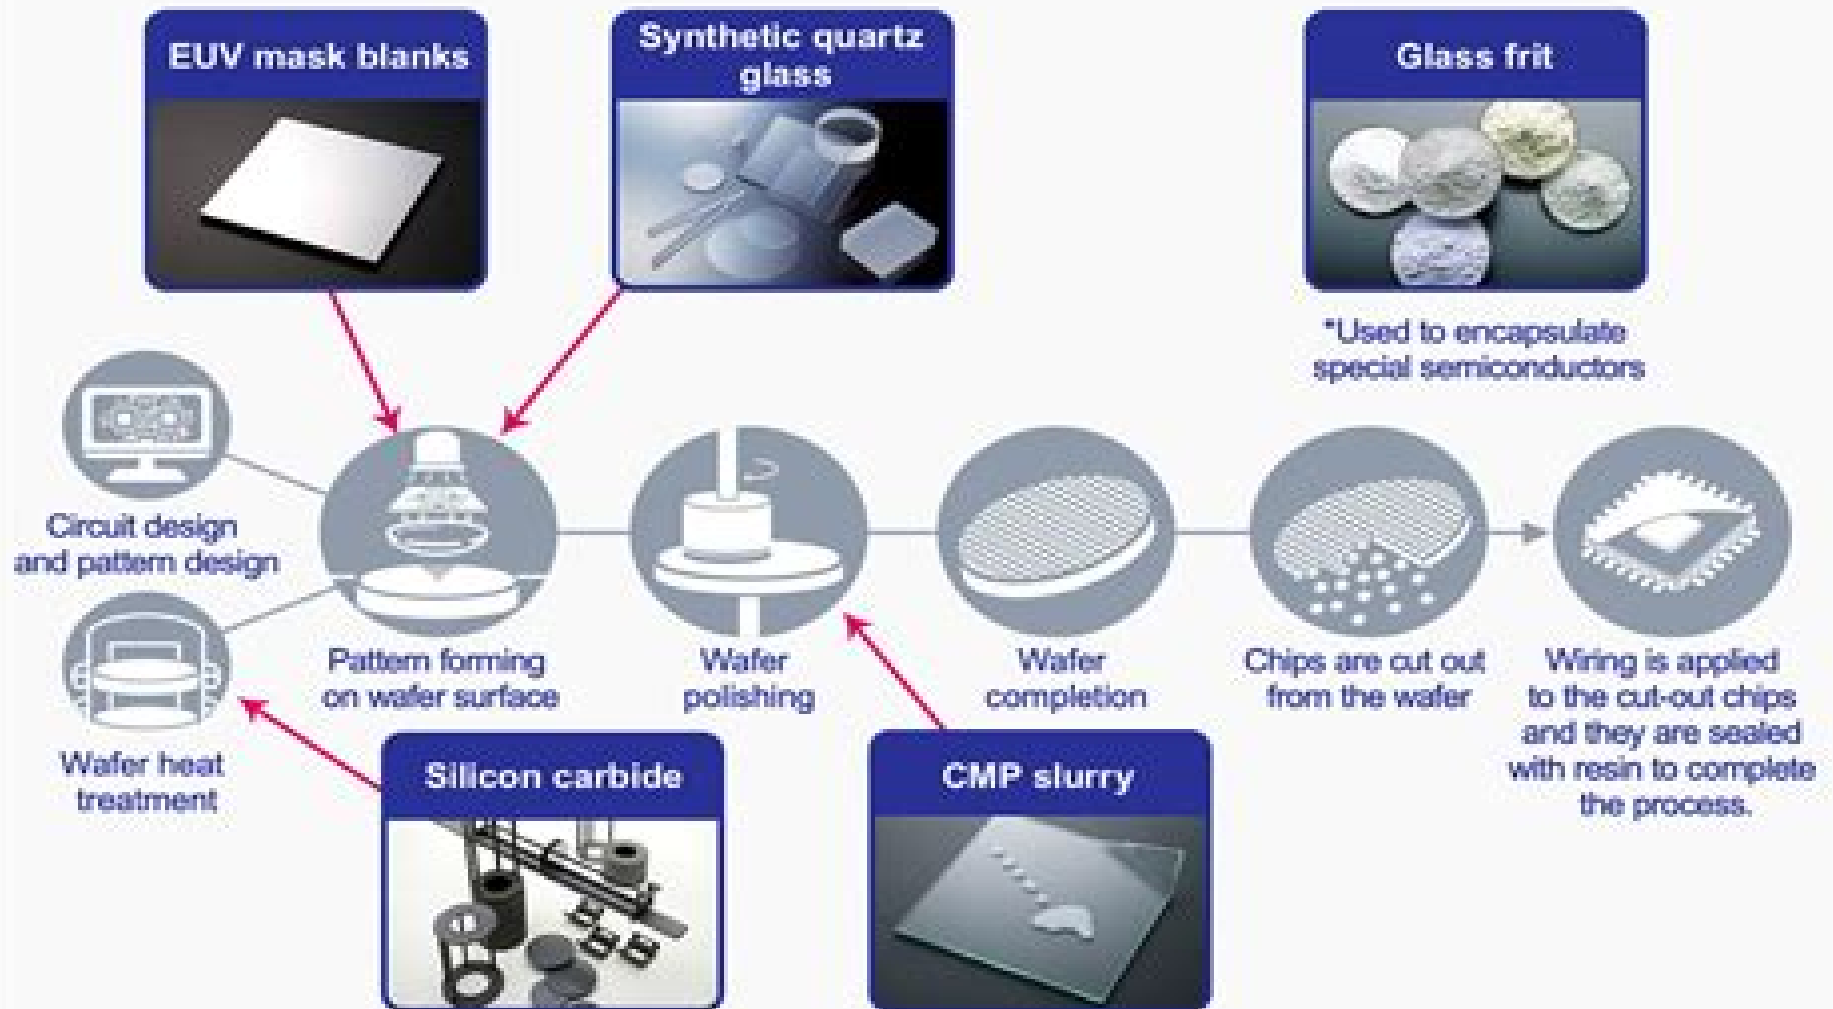 EUV mask blanks
Synthetic quartz
glass
Glass frit
*Used to encapsulate
special semiconductors
Circuit design
and pattern design
Pattern forming
on wafer surface
Wafer
polishing
Wafer
completion
Chips are cut out
from the wafer
Wiring is applied
to the cut-out chips
and they are sealed
with resin to complete
the process.
Wafer heat
treatment
Silicon carbide
CMP slurry